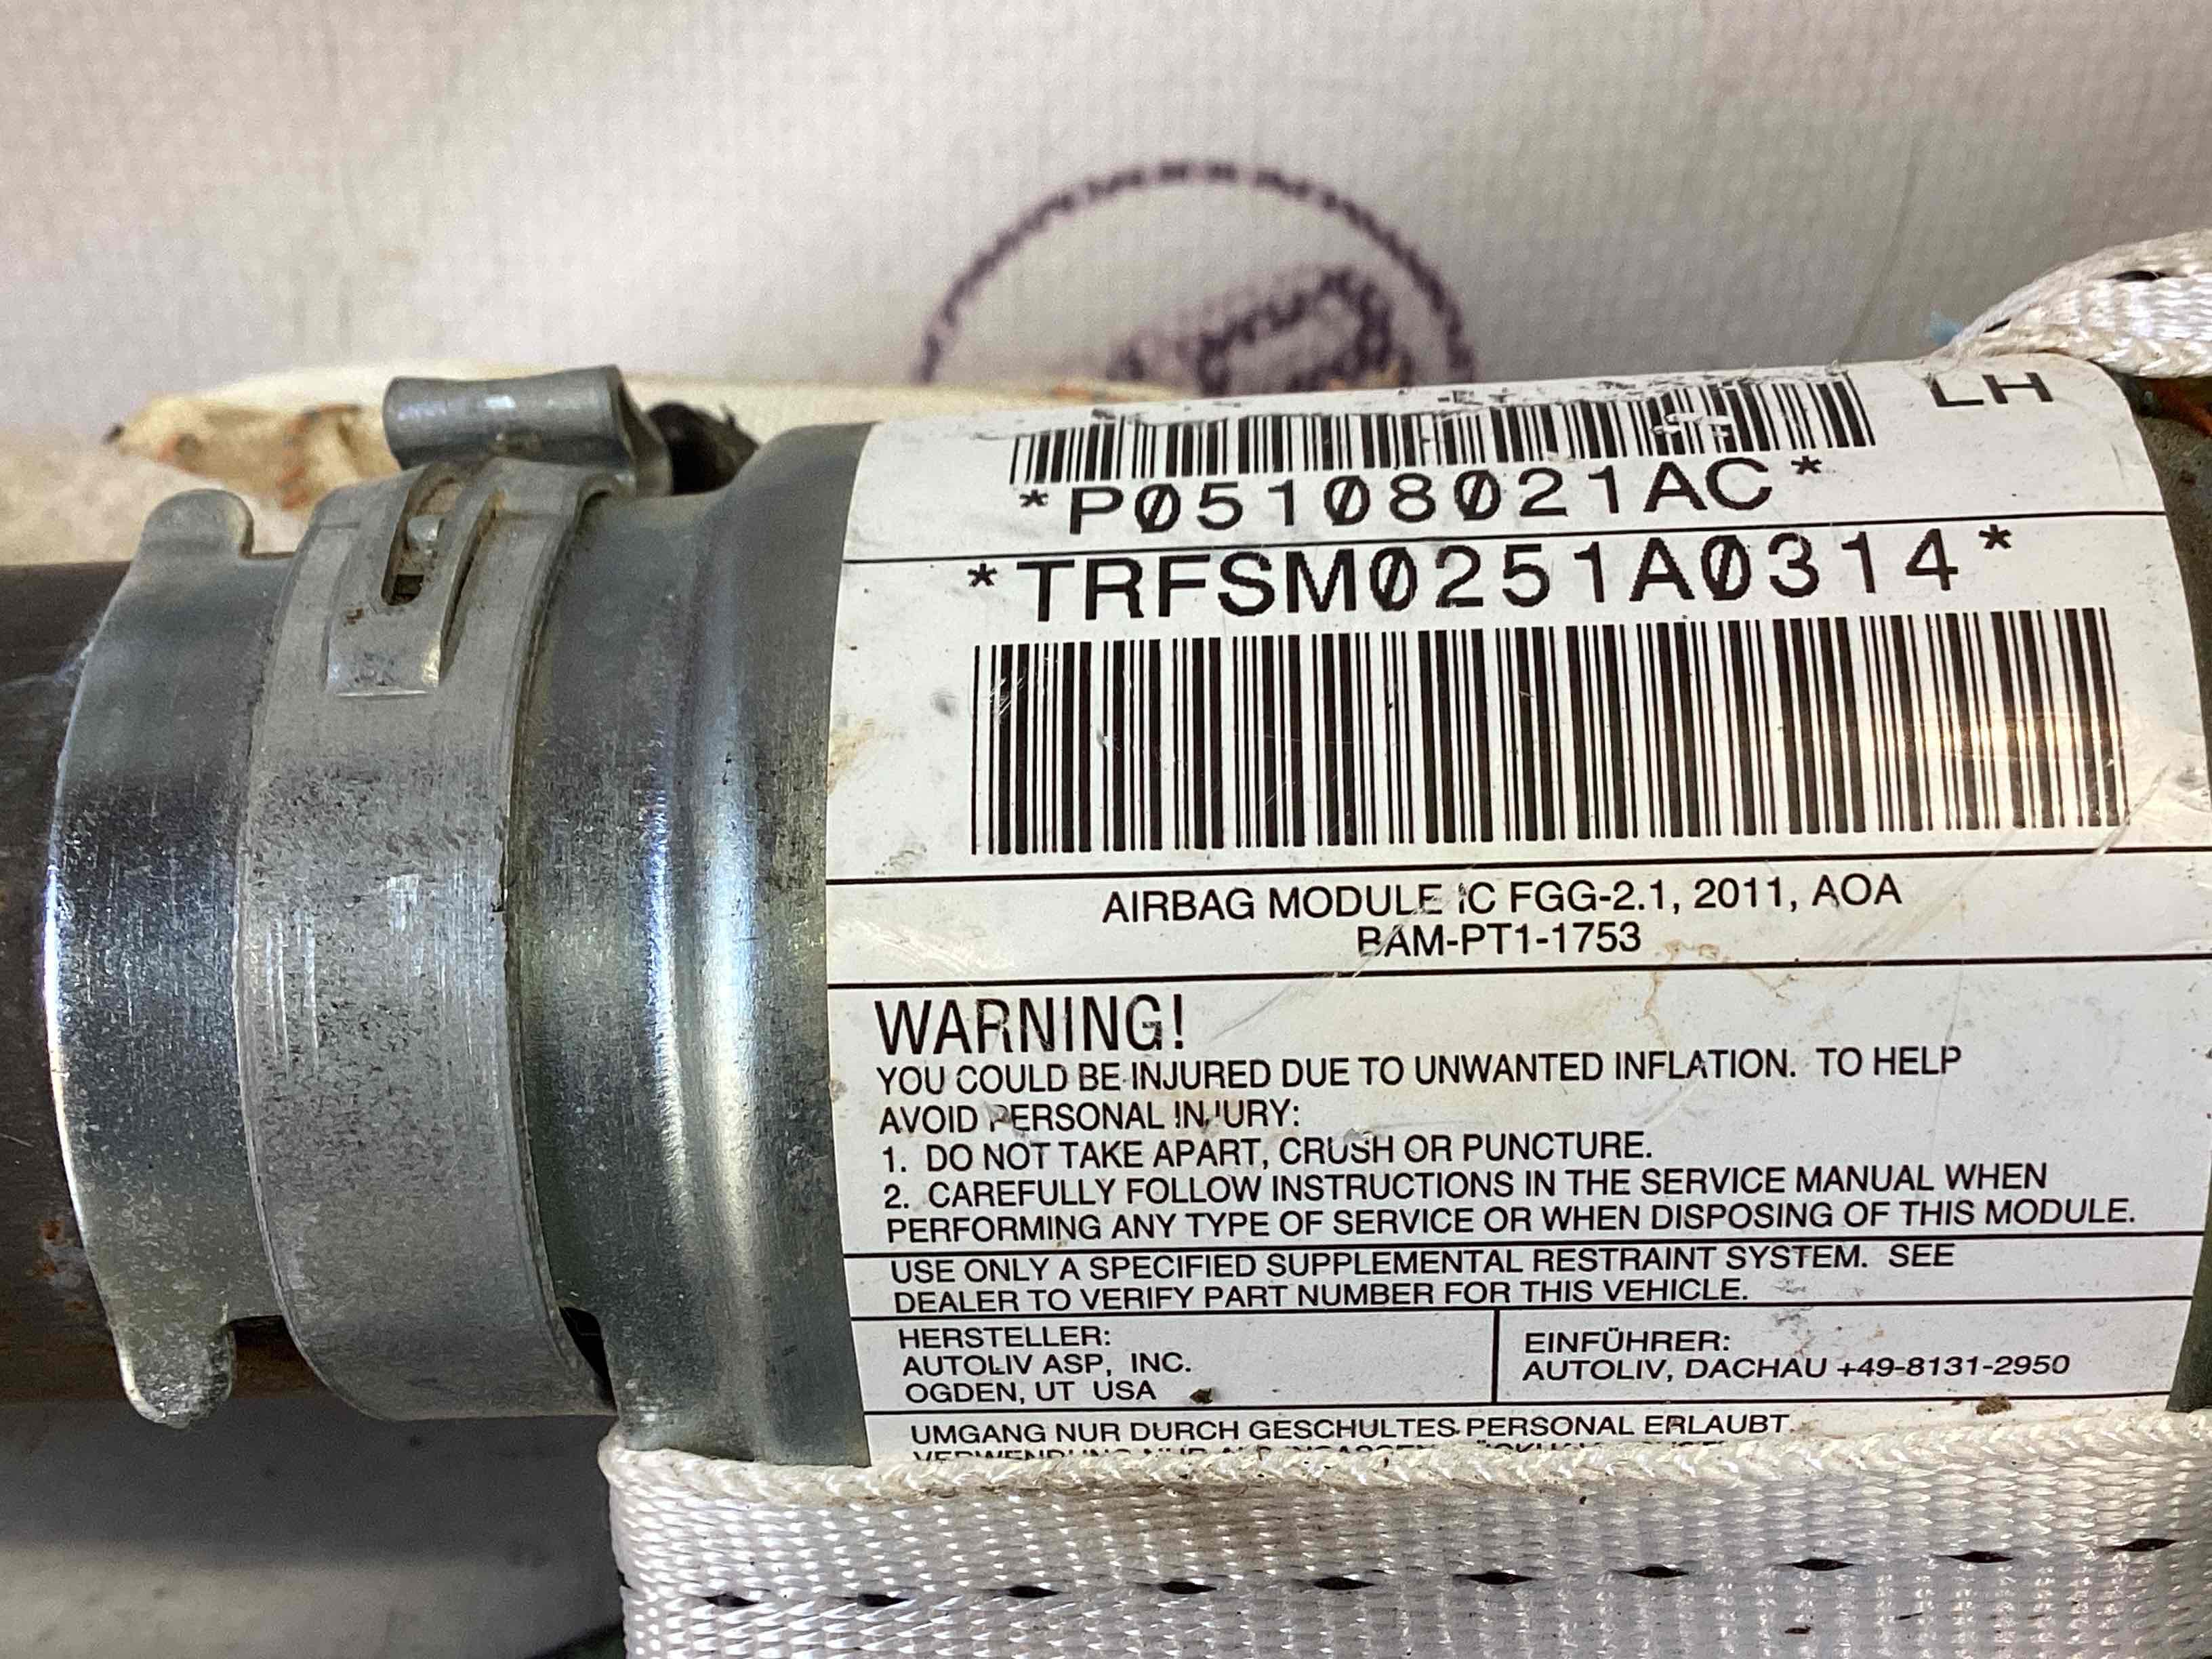 LH
*P05108021AC*
*TRFSM0251A0314*
AIRBAG MODULE IC FGG-2.1, 2011, AOA
BAM-PT1-1753
WARNING!
YOU COULD BE INJURED DUE TO UNWANTED INFLATION. TO HELP
AVOID PERSONAL INJURY:
1. DO NOT TAKE APART, CRUSH OR PUNCTURE.
2. CAREFULLY FOLLOW INSTRUCTIONS IN THE SERVICE MANUAL WHEN
PERFORMING ANY TYPE OF SERVICE OR WHEN DISPOSING OF THIS MODULE.
USE ONLY A SPECIFIED SUPPLEMENTAL RESTRAINT SYSTEM. SEE
DEALER TO VERIFY PART NUMBER FOR THIS VEHICLE.
HERSTELLER:
AUTOLIV ASP, INC.
OGDEN, UT USA
EINFÜHRER:
AUTOLIV, DACHAU +49-8131-2950
UMGANG NUR DURCH GESCHULTES PERSONAL ERLAUBT.